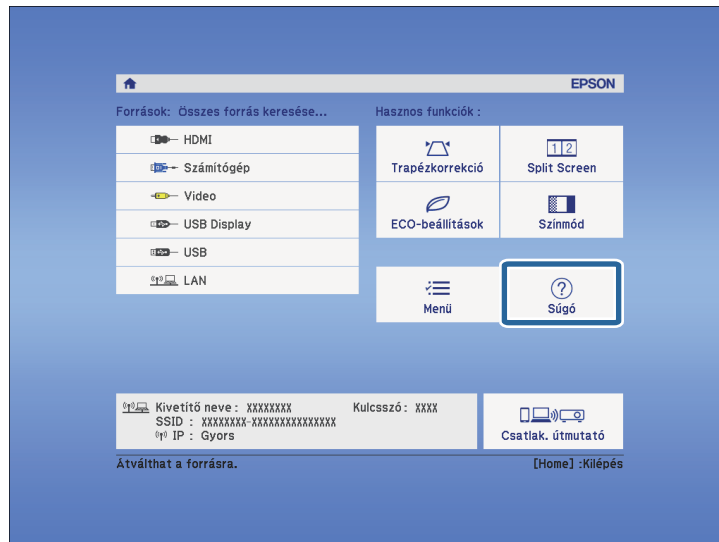 EPSON
Források: Összes forrás keresése...
Hasznos funkciók :
HDMI
Számítógép
Video
USB Display
USB
LAN
Trapézkorrekció
1 2
Split Screen
ECO-beállítások
Színmód
Menü
?
Súgó
Kivetítő neve : XXXXXXXX Kulcsszó : XXXX
SSID : XXXXXXXX-XXXXXXXXXXXXXXX
IP : Gyors
Csatlak. útmutató
Átválthat a forrásra.
[Home] :Kilépés